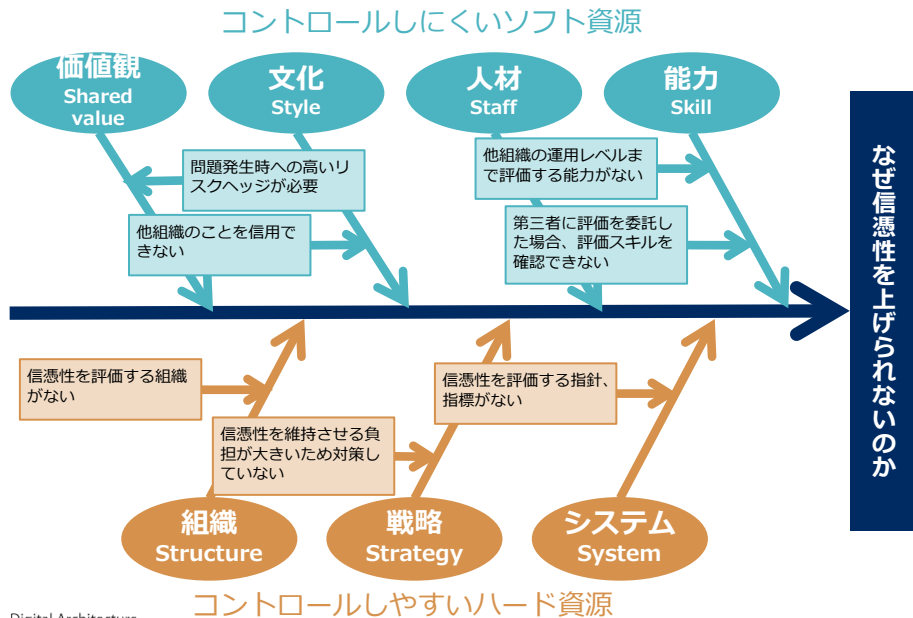 コントロールしにくいソフト資源
価値観
Shared
value
文化
Style
人材
Staff
能力
Skill
問題発生時への高いリ
スクヘッジが必要
他組織のことを信用で
きない
他組織の運用レベルま
で評価する能力がない
第三者に評価を委託し
た場合、評価スキルを
確認できない
なぜ信憑性を上げられないのか
信憑性を評価する組織
がない
信憑性を維持させる負
担が大きいため対策し
ていない
信憑性を評価する指針、
指標がない
組織
Structure
戦略
Strategy
システム
System
コントロールしやすいハード資源
Digital Architecture